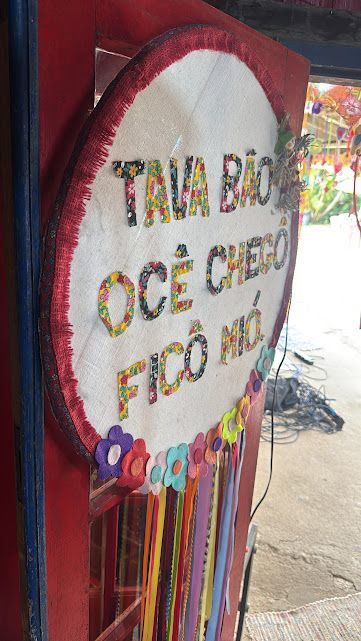 TAVA BÃO
OCÊ CHEGÔ
FICÔ MIÓ.